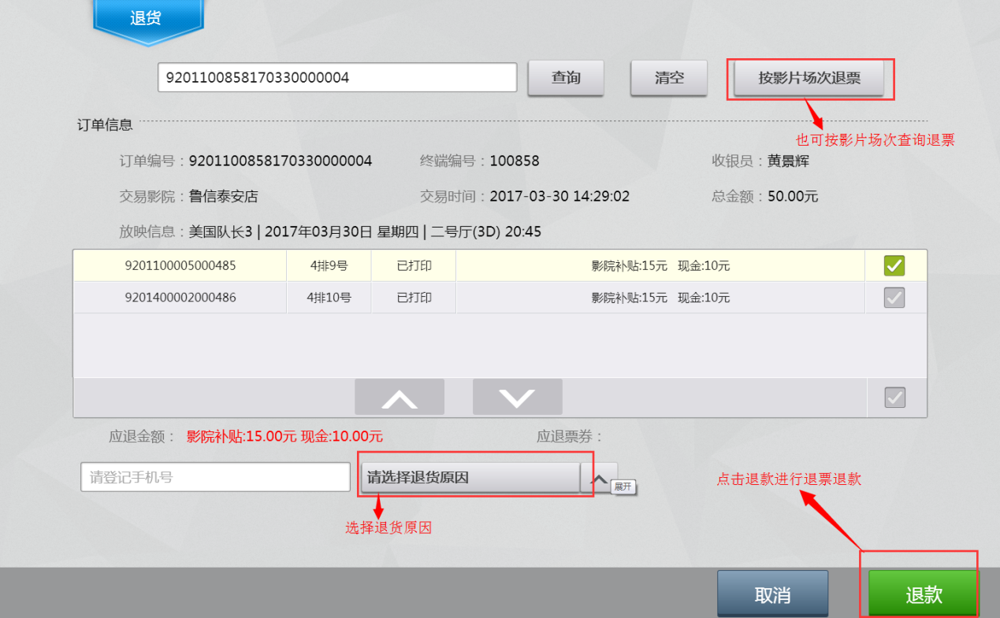 退货
9201100858170330000004 查询 清空 按影片场次退票
也可按影片场次查询退票
订单信息
订单编号：9201100858170330000004 终端编号：100858 收银员：黄景辉
交易影院：鲁信泰安店 交易时间：2017-03-30 14:29:02 总金额：50.00元
放映信息：美国队长3 | 2017年03月30日 星期四 | 二号厅(3D) 20:45
9201100005000485 4排9号 已打印 影院补贴:15元 现金:10元
9201400002000486 4排10号 已打印 影院补贴:15元 现金:10元
应退金额： 影院补贴:15.00元 现金:10.00元 应退票券：
请登记手机号 请选择退货原因 展开
点击退款进行退票退款
选择退货原因
取消 退款